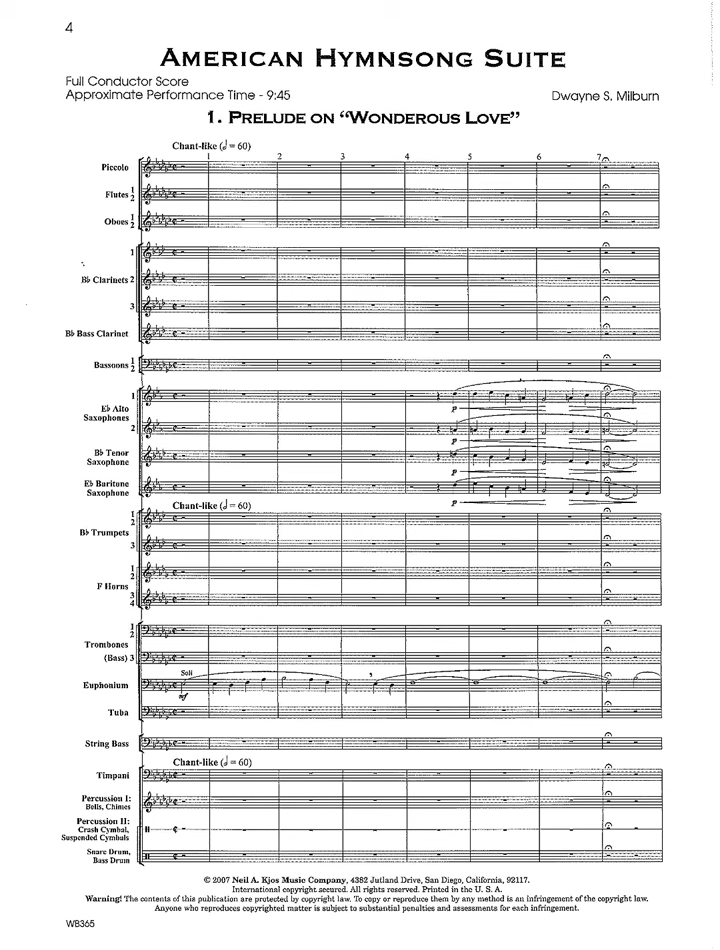 4
AMERICAN HYMNSONG SUITE
Full Conductor Score
Approximate Performance Time - 9:45
Dwayne S. Milburn
1. PRELUDE ON “WONDEROUS LOVE”
Chant-like (𝅗𝅥 = 60)
1 2 3 4 5 6 7
Piccolo
Flutes 1 2
Oboes 1 2
1
B♭ Clarinets 2
3
B♭ Bass Clarinet
Bassoons 1 2
1
E♭ Alto
Saxophones
2
p
p
B♭ Tenor
Saxophone
p
E♭ Baritone
Saxophone
p
Chant-like (𝅗𝅥 = 60)
1 2
B♭ Trumpets
3
1 2
F Horns
3 4
1 2
Trombones
(Bass) 3
Soli
Euphonium
mf
Tuba
String Bass
Chant-like (𝅗𝅥 = 60)
Timpani
Percussion I:
Bells, Chimes
Percussion II:
Crash Cymbal,
Suspended Cymbals
Snare Drum,
Bass Drum
© 2007 Neil A. Kjos Music Company, 4382 Jutland Drive, San Diego, California, 92117.
International copyright secured. All rights reserved. Printed in the U. S. A.
Warning! The contents of this publication are protected by copyright law. To copy or reproduce them by any method is an infringement of the copyright law.
Anyone who reproduces copyrighted matter is subject to substantial penalties and assessments for each infringement.
WB365